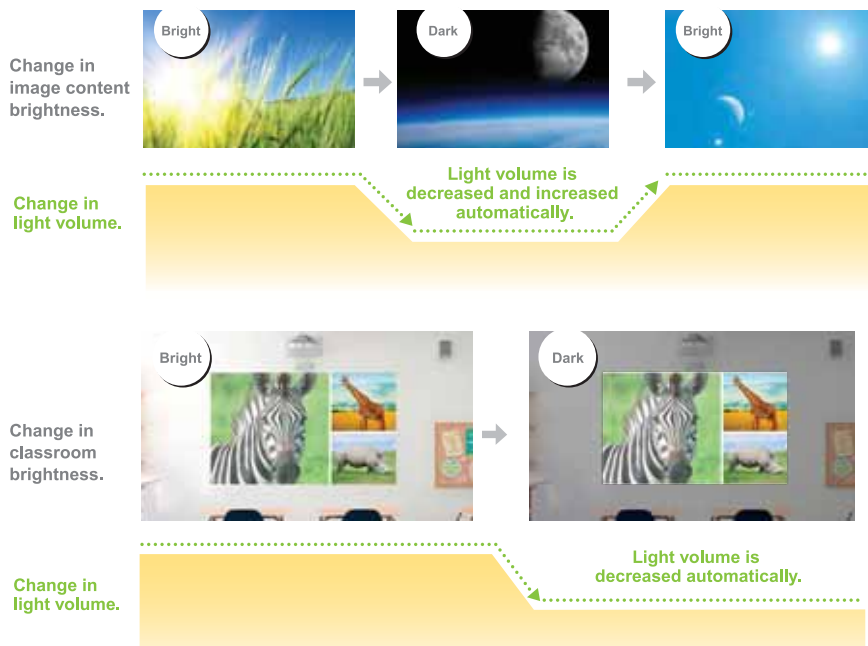 Change in
image content
brightness.
Bright
Dark
Bright
Change in
light volume.
Light volume is
decreased and increased
automatically.
Change in
classroom
brightness.
Bright
Dark
Change in
light volume.
Light volume is
decreased automatically.